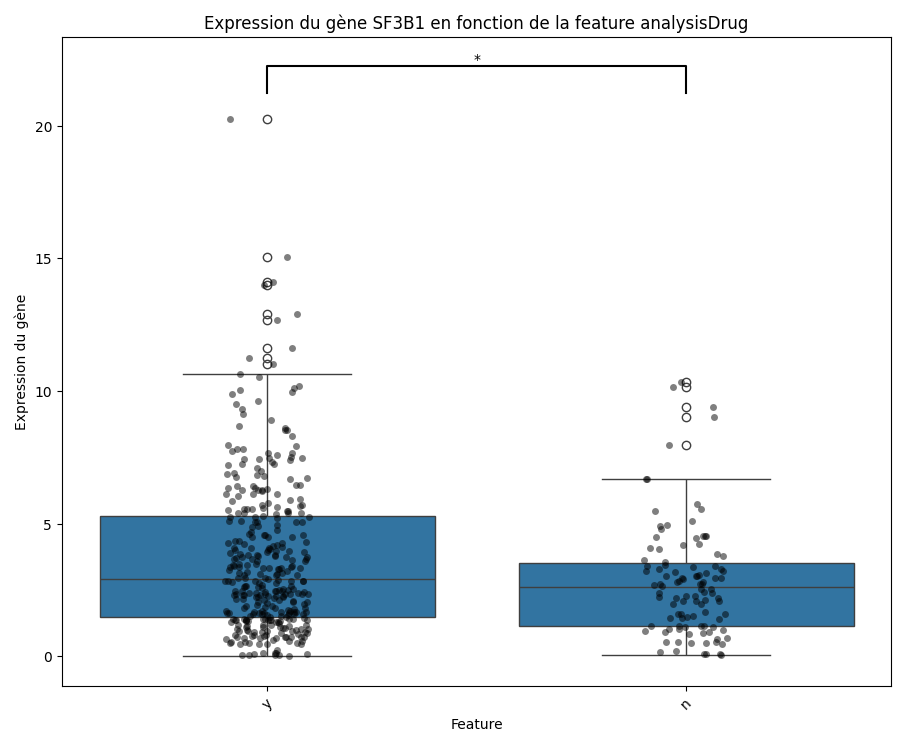 Expression du gène SF3B1 en fonction de la feature analysisDrug
*
20
15
10
5
0
Expression du gène
y
n
Feature